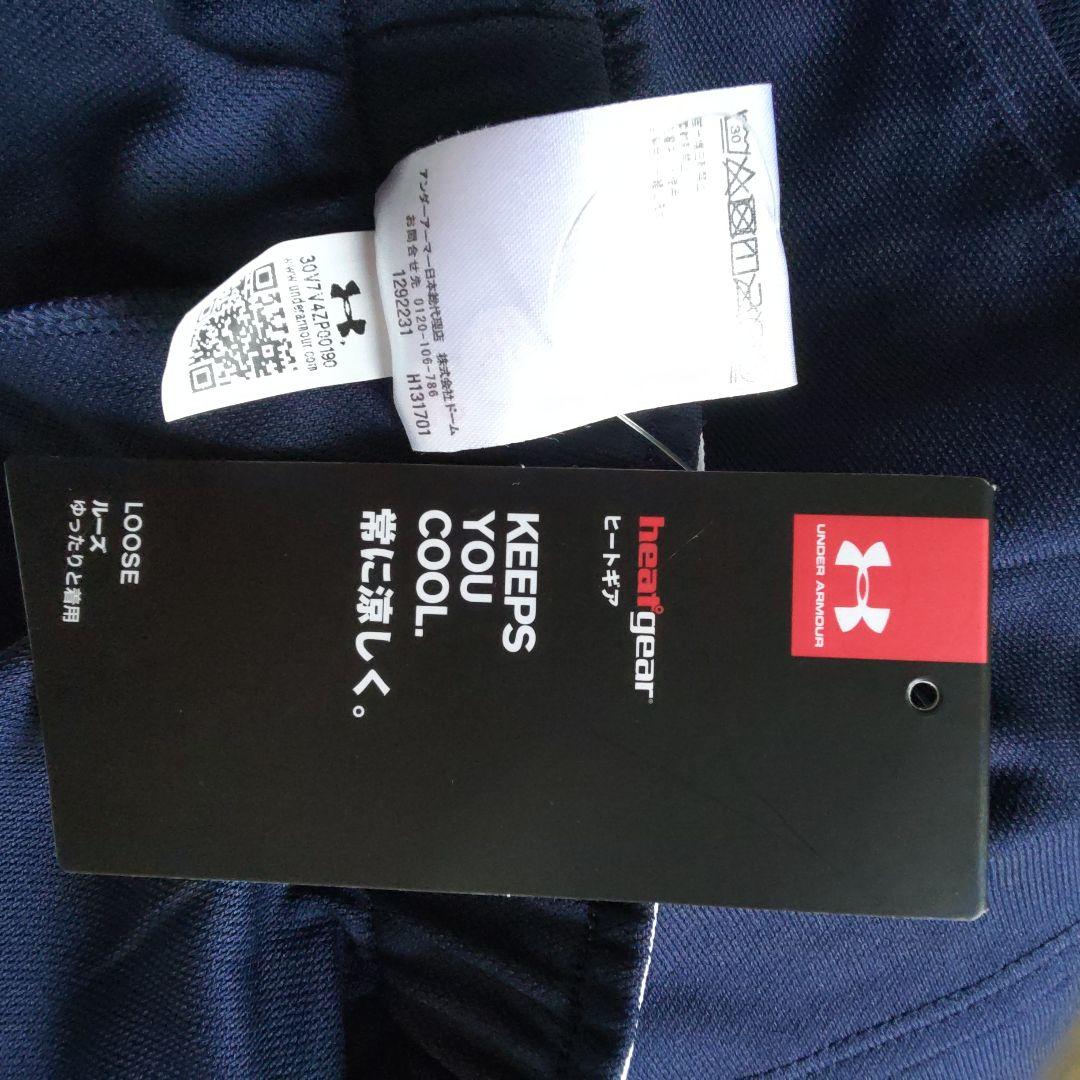 UNDER ARMOUR
heatgear®
ヒートギア
KEEPS
YOU
COOL.
常に涼しく。
LOOSE
ルーズ
ゆったりと着用
30
アンダーアーマー日本総代理店 株式会社ドーム
お問合せ先 0120-106-786
1292231 H131701
30V7V4ZP00190
www.underarmour.com